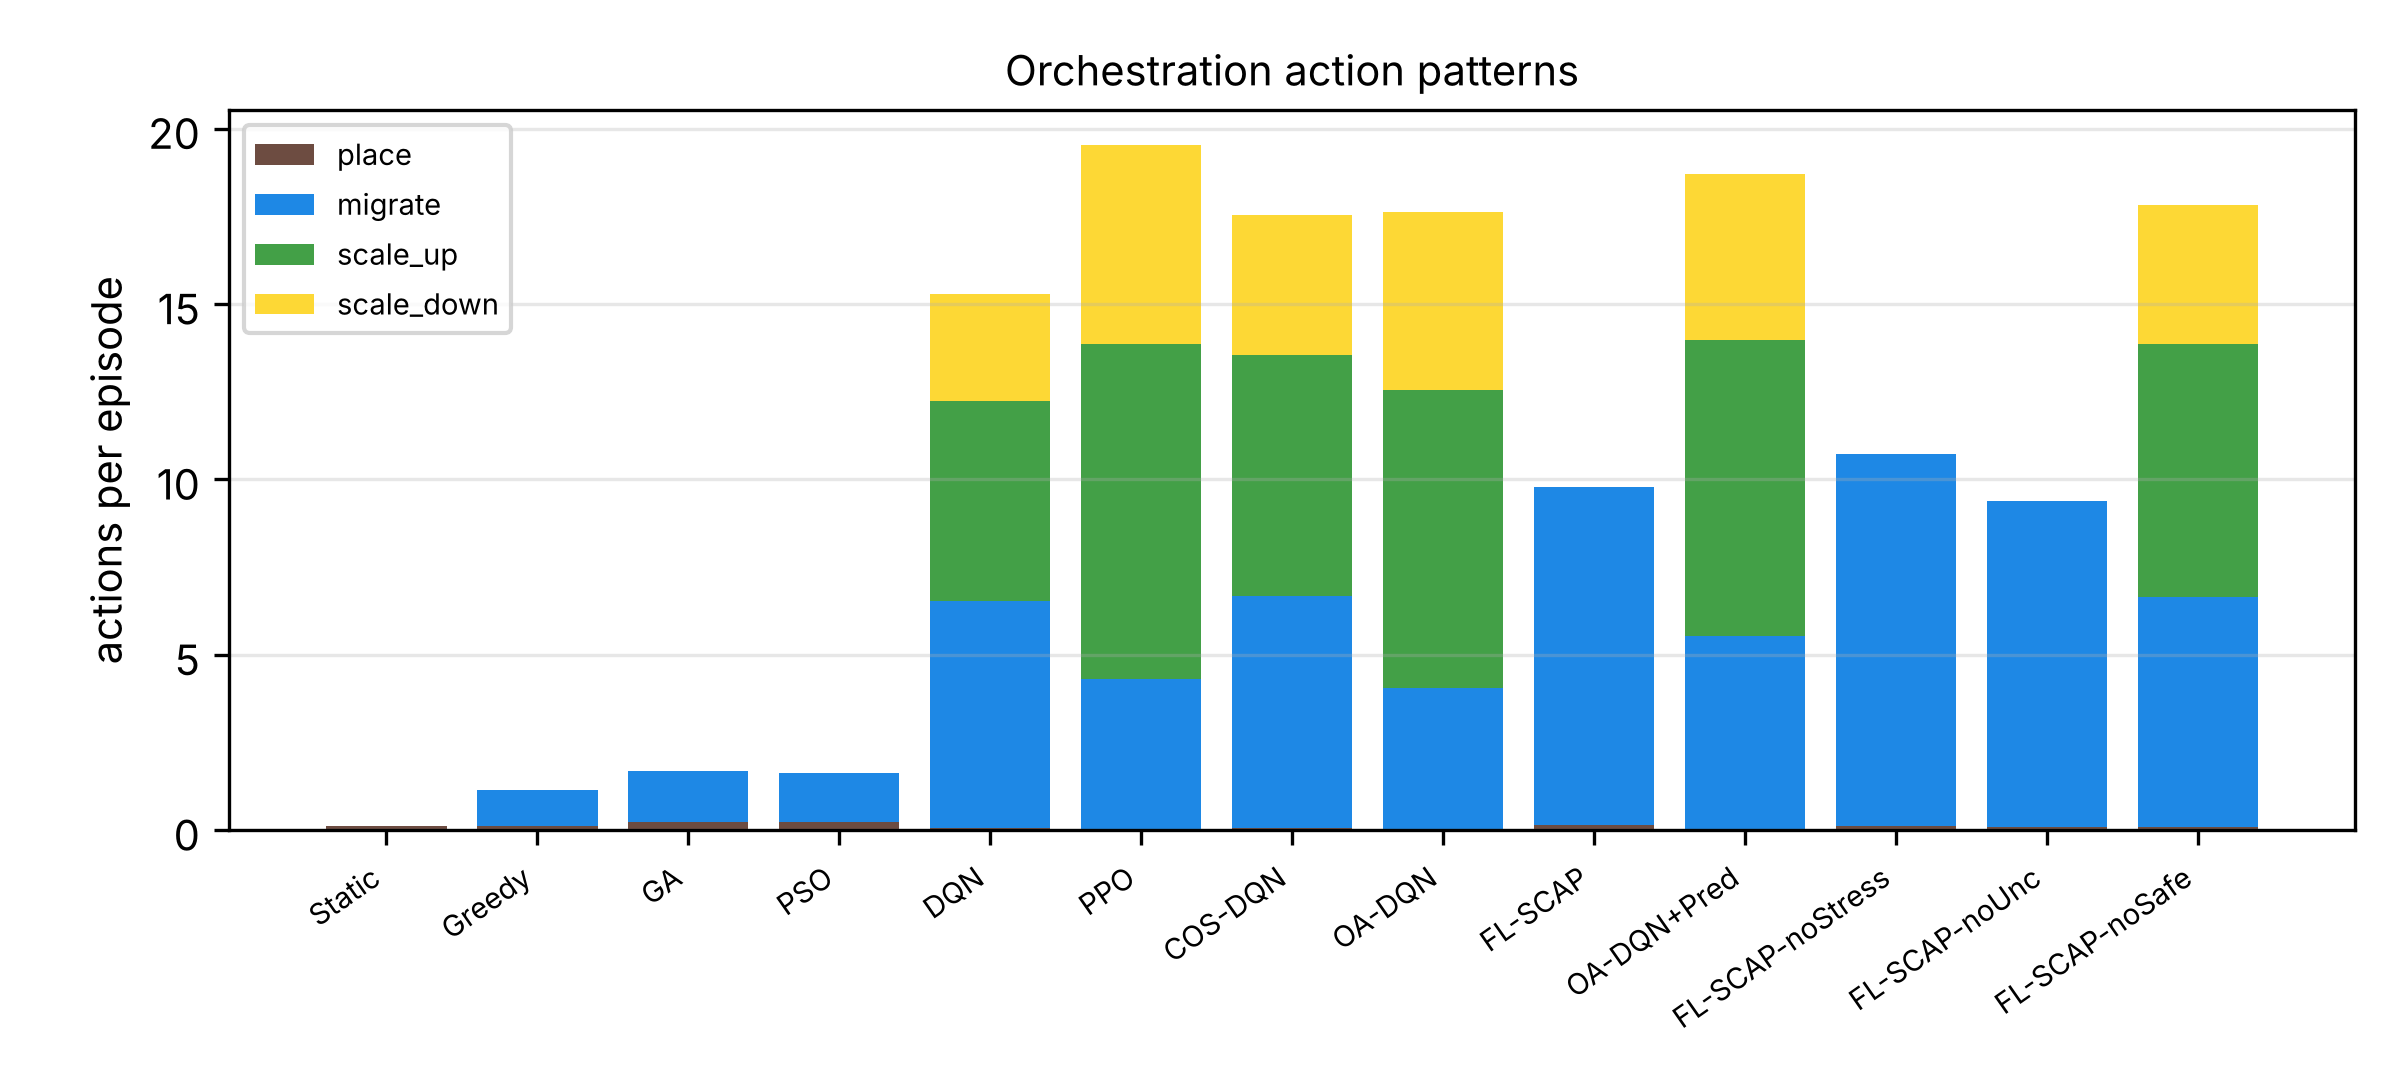 Orchestration action patterns
place
migrate
scale_up
scale_down
actions per episode
20
15
10
5
0
Static
Greedy
GA
PSO
DQN
PPO
COS-DQN
OA-DQN
FL-SCAP
OA-DQN+Pred
FL-SCAP-noStress
FL-SCAP-noUnc
FL-SCAP-noSafe